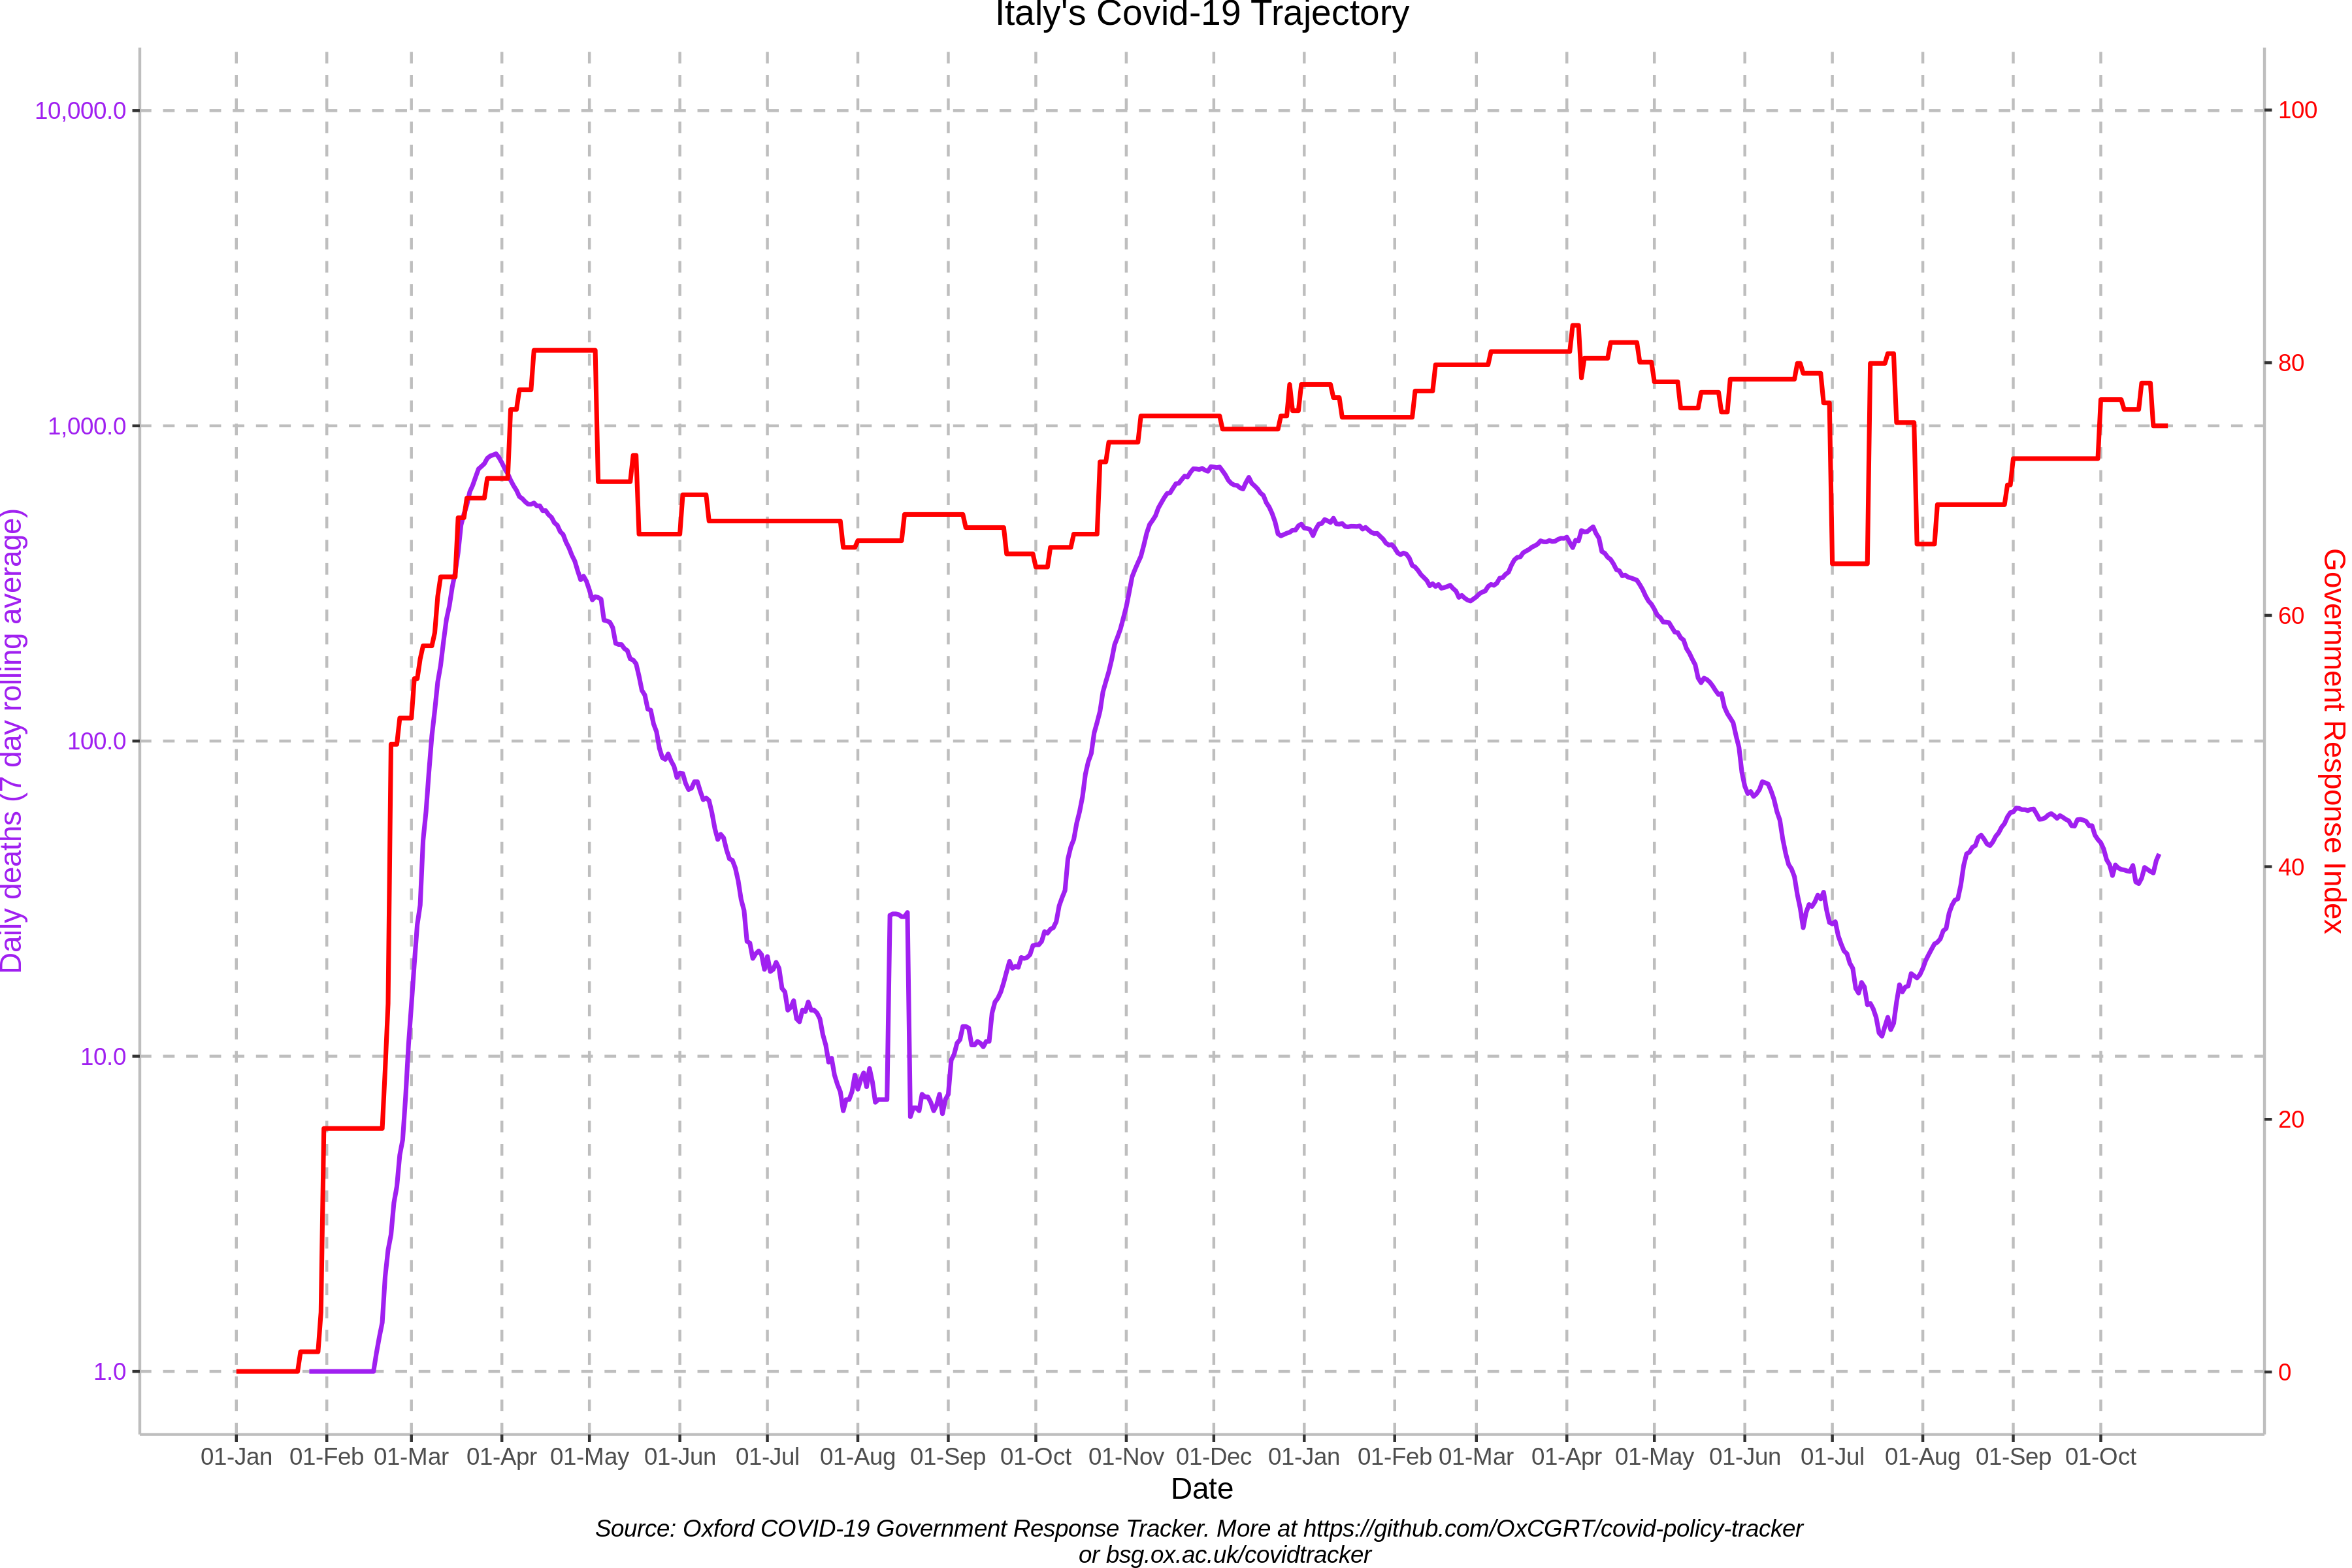 Italy's Covid-19 Trajectory
10,000.0
1,000.0
100.0
10.0
1.0
Daily deaths (7 day rolling average)
100
80
60
40
20
0
Government Response Index
01-Jan 01-Feb 01-Mar 01-Apr 01-May 01-Jun 01-Jul 01-Aug 01-Sep 01-Oct 01-Nov 01-Dec 01-Jan 01-Feb 01-Mar 01-Apr 01-May 01-Jun 01-Jul 01-Aug 01-Sep 01-Oct
Date
Source: Oxford COVID-19 Government Response Tracker. More at https://github.com/OxCGRT/covid-policy-tracker
or bsg.ox.ac.uk/covidtracker